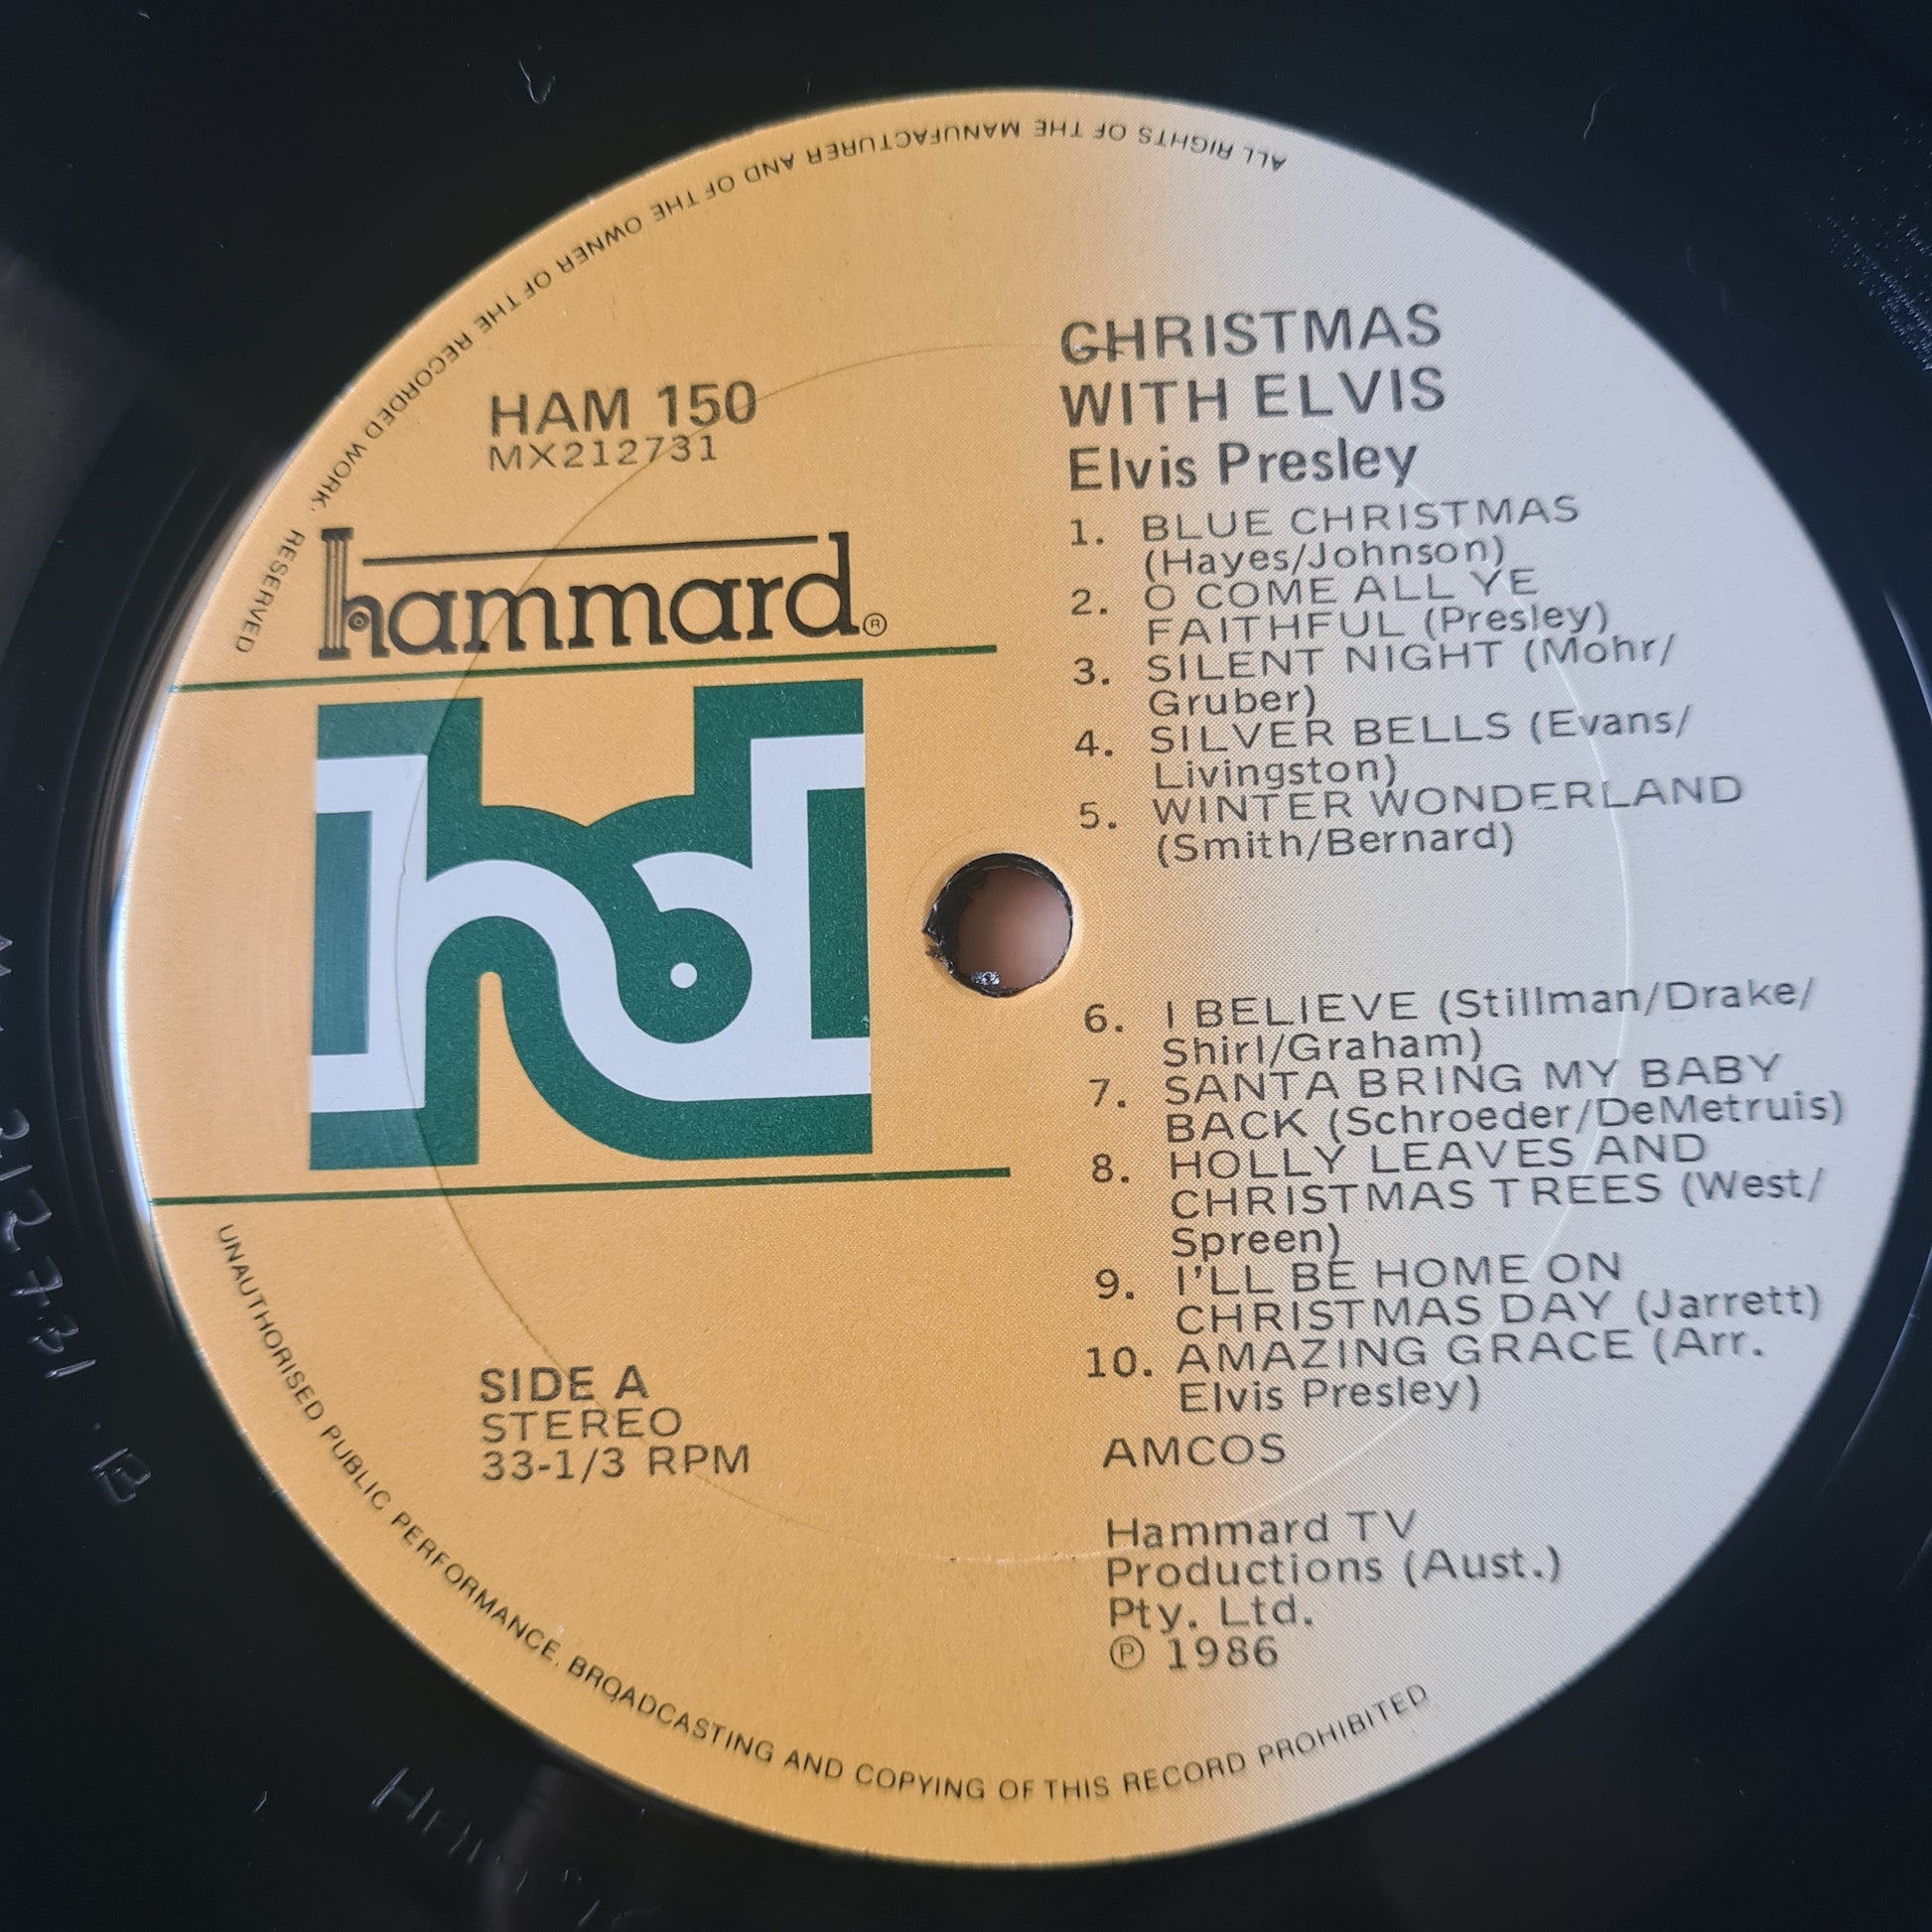 ALL RIGHTS OF THE MANUFACTURER AND OF THE OWNER OF THE RECORDED WORK. RESERVED
HAM 150
MX212731
hammard®
hd
SIDE A
STEREO
33-1/3 RPM
CHRISTMAS
WITH ELVIS
Elvis Presley
1. BLUE CHRISTMAS
(Hayes/Johnson)
2. O COME ALL YE
FAITHFUL (Presley)
3. SILENT NIGHT (Mohr/
Gruber)
4. SILVER BELLS (Evans/
Livingston)
5. WINTER WONDERLAND
(Smith/Bernard)
6. I BELIEVE (Stillman/Drake/
Shirl/Graham)
7. SANTA BRING MY BABY
BACK (Schroeder/DeMetruis)
8. HOLLY LEAVES AND
CHRISTMAS TREES (West/
Spreen)
9. I'LL BE HOME ON
CHRISTMAS DAY (Jarrett)
10. AMAZING GRACE (Arr.
Elvis Presley)
AMCOS
Hammard TV
Productions (Aust.)
Pty. Ltd.
℗ 1986
UNAUTHORISED PUBLIC PERFORMANCE, BROADCASTING AND COPYING OF THIS RECORD PROHIBITED